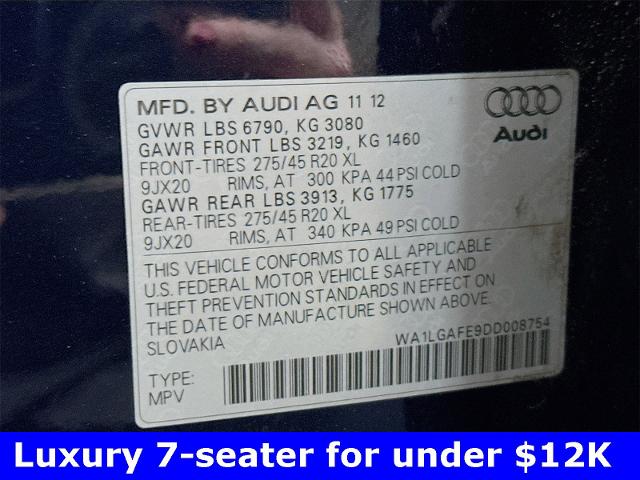 MFD. BY AUDI AG 11 12
GVWR LBS 6790, KG 3080
GAWR FRONT LBS 3219, KG 1460
FRONT-TIRES 275/45 R20 XL
9JX20 RIMS, AT 300 KPA 44 PSI COLD
GAWR REAR LBS 3913, KG 1775
REAR-TIRES 275/45 R20 XL
9JX20 RIMS, AT 340 KPA 49 PSI COLD
Audi
THIS VEHICLE CONFORMS TO ALL APPLICABLE
U.S. FEDERAL MOTOR VEHICLE SAFETY AND
THEFT PREVENTION STANDARDS IN EFFECT ON
THE DATE OF MANUFACTURE SHOWN ABOVE.
SLOVAKIA
WA1LGAFE9DD008754
TYPE:
MPV
Luxury 7-seater for under $12K